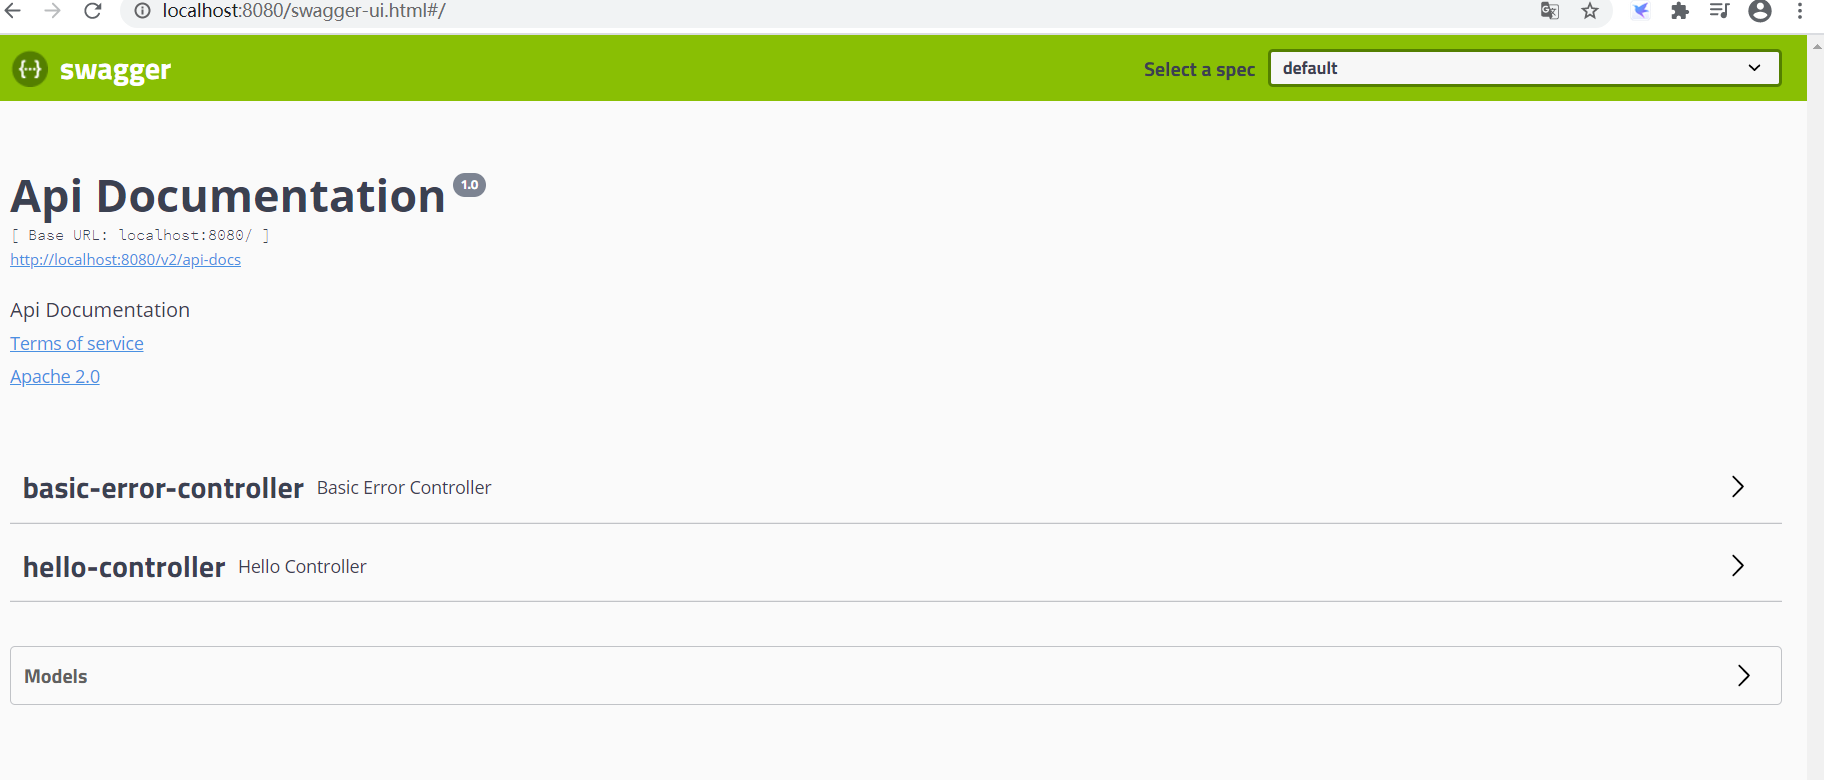 localhost:8080/swagger-ui.html#/
{···} swagger
Select a spec
default
Api Documentation 1.0
[ Base URL: localhost:8080/ ]
http://localhost:8080/v2/api-docs
Api Documentation
Terms of service
Apache 2.0
basic-error-controller Basic Error Controller
hello-controller Hello Controller
Models